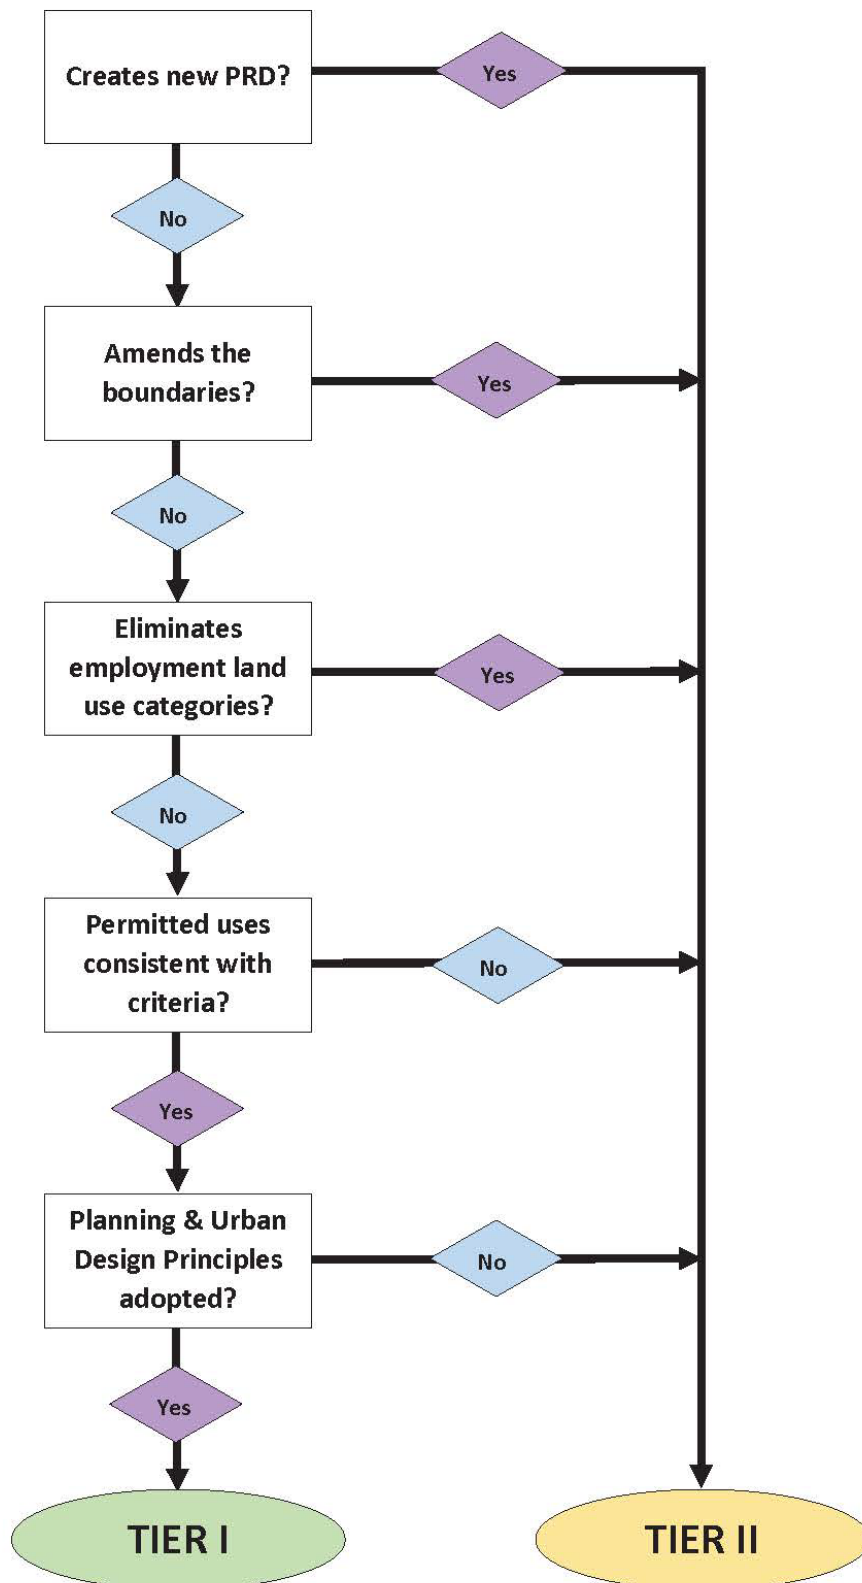 Creates new PRD?
Yes
No
Amends the
boundaries?
Yes
No
Eliminates
employment land
use categories?
Yes
No
Permitted uses
consistent with
criteria?
No
Yes
Planning & Urban
Design Principles
adopted?
No
Yes
TIER I
TIER II